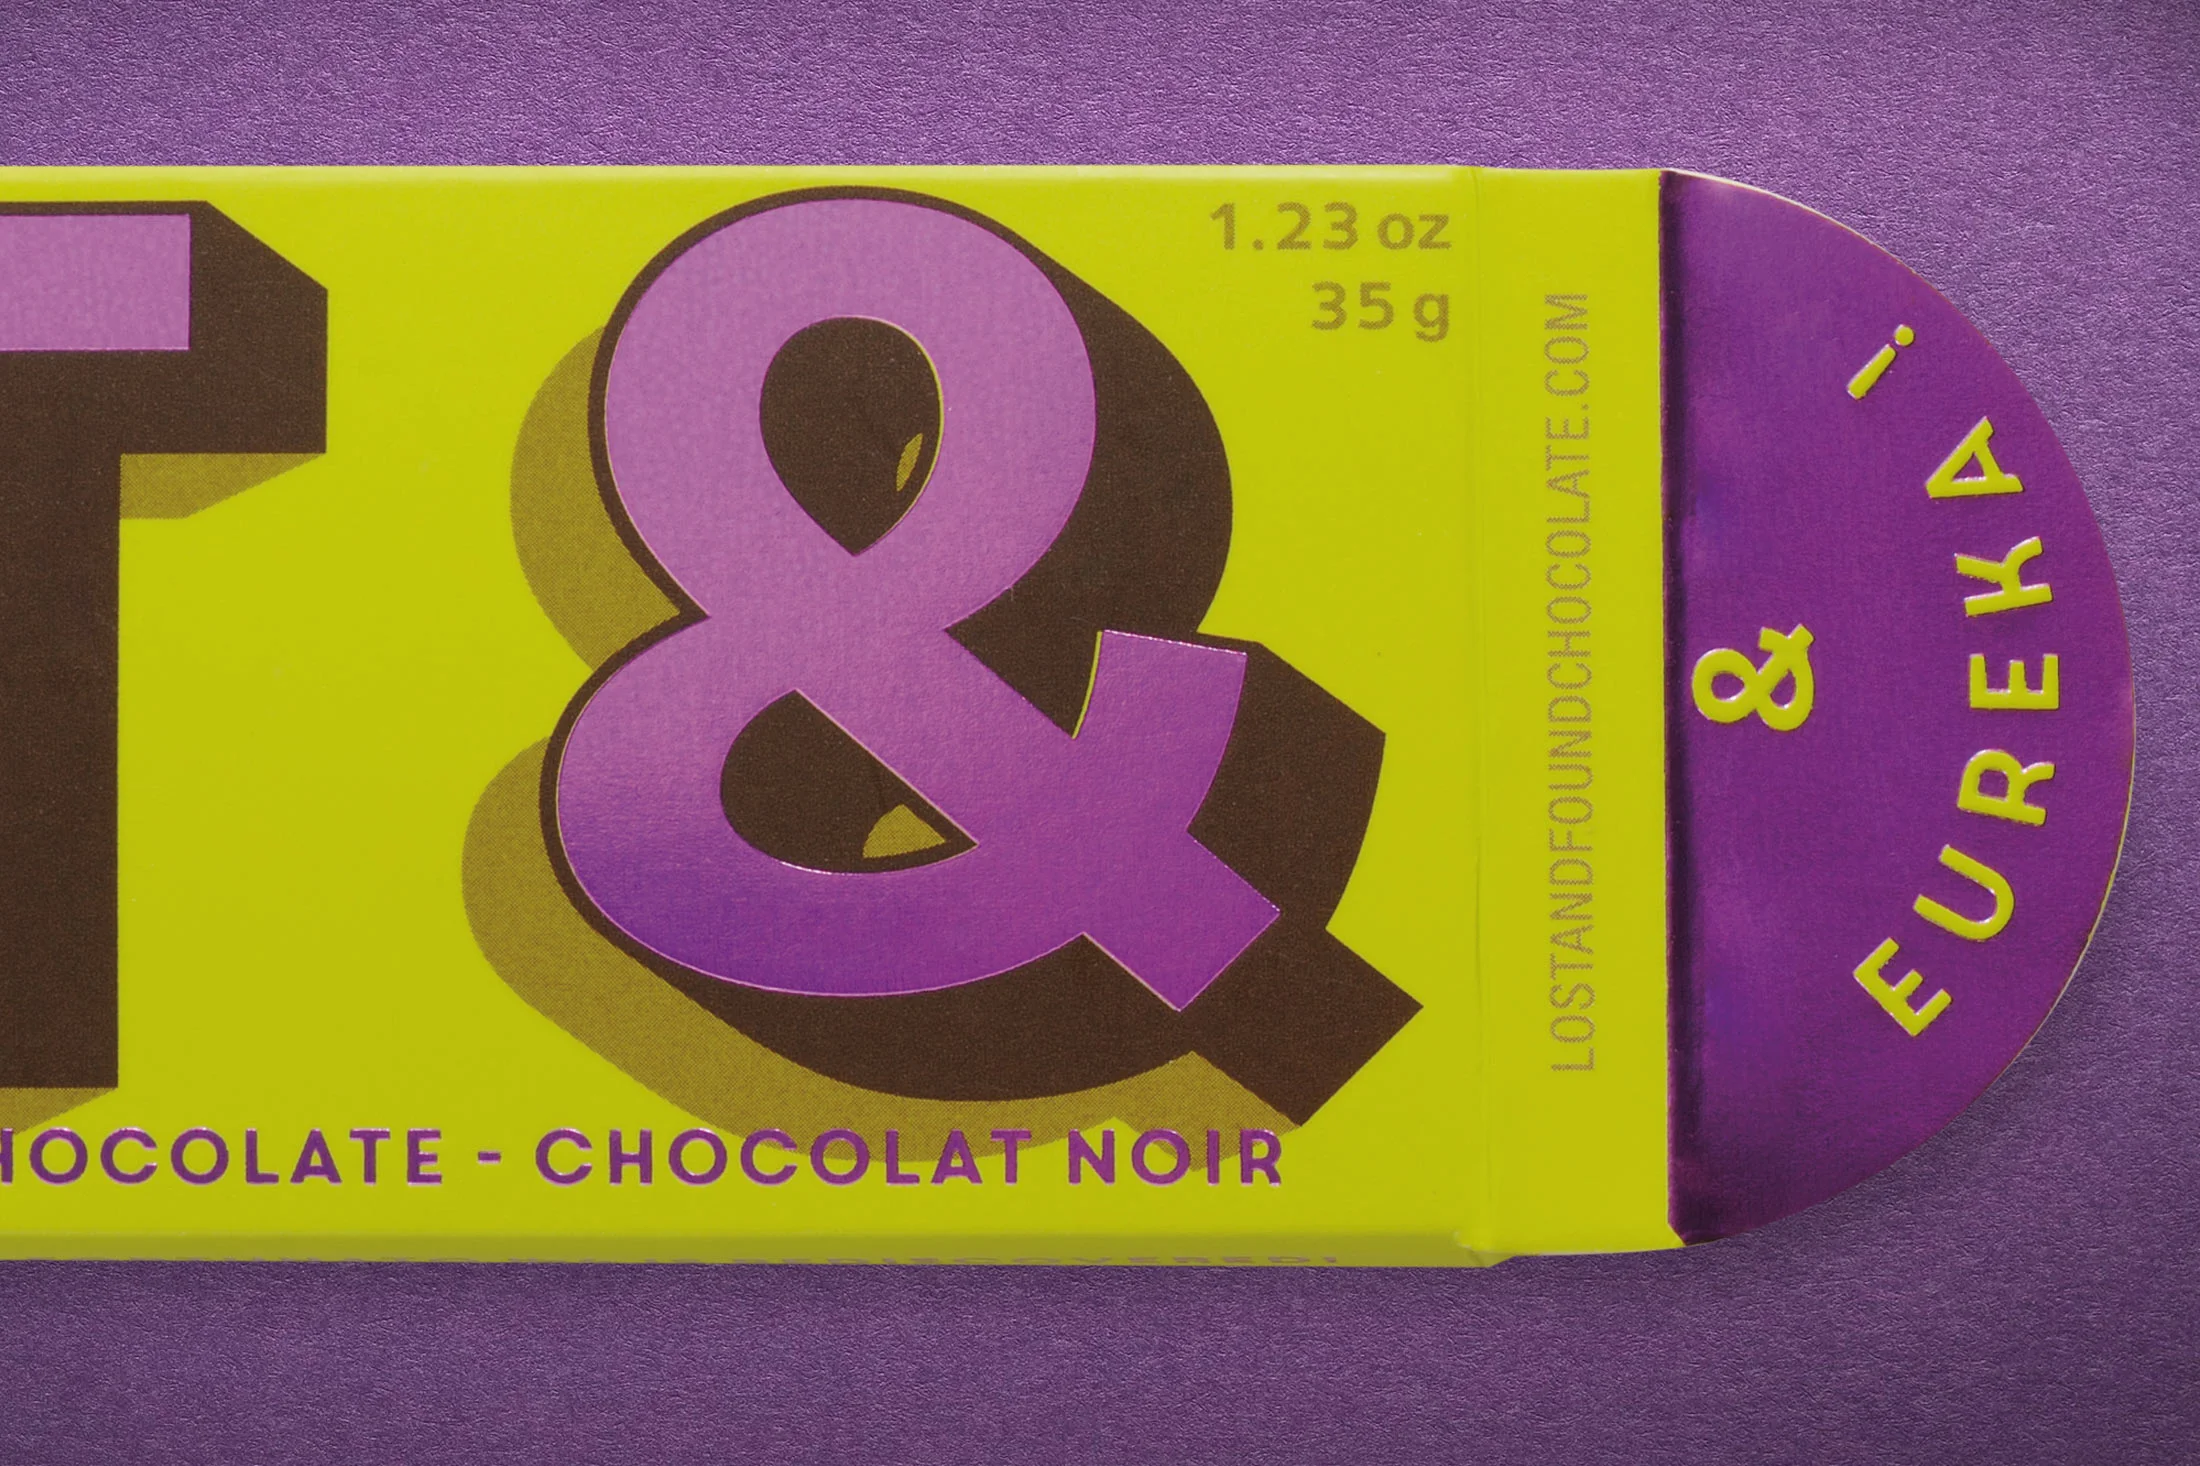 T &
1.23 oz
35 g
HOCOLATE - CHOCOLAT NOIR
LOSTANDFOUNDCHOCOLATE.COM
&
EUREKA!